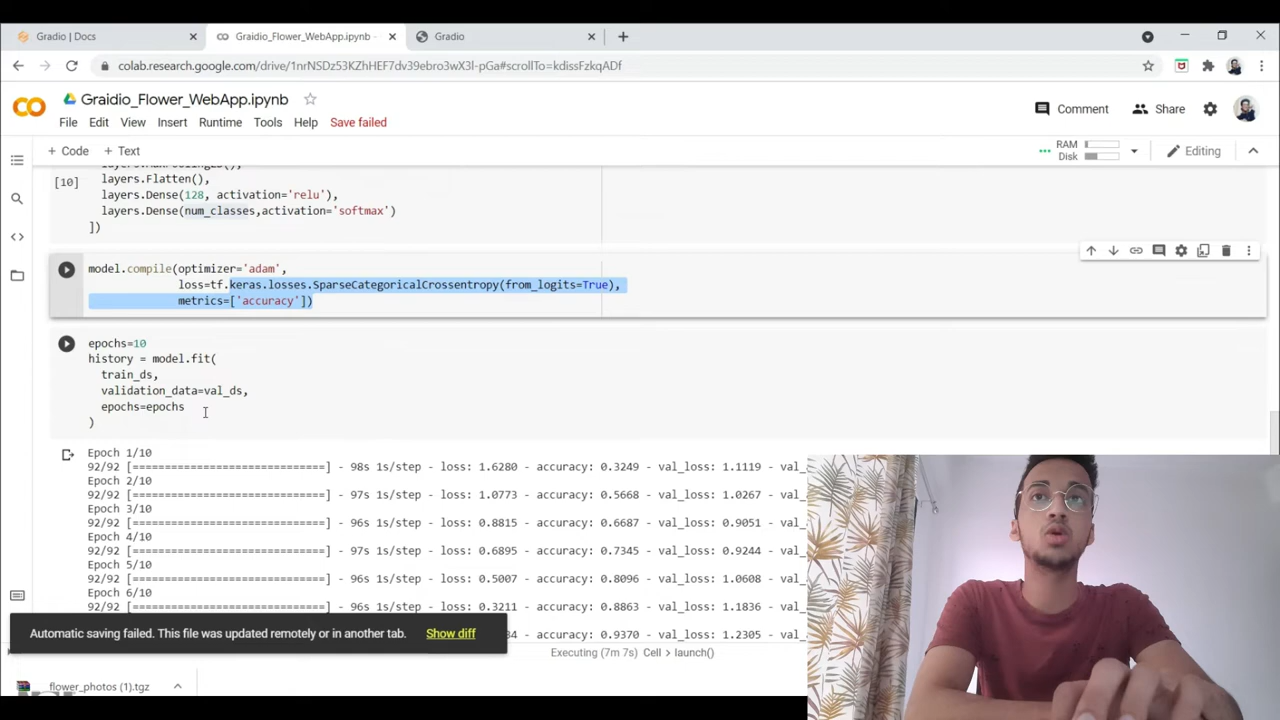 Gradio | Docs
Graidio_Flower_WebApp.ipynb -
Gradio
colab.research.google.com/drive/1nrNSDz53KZhHEF7dv39ebro3wX3l-pGa#scrollTo=kdissFzkqADf
Graidio_Flower_WebApp.ipynb
Comment
Share
File Edit View Insert Runtime Tools Help Save failed
+ Code + Text
RAM
Disk
Editing
[10]
layers.Flatten(),
layers.Dense(128, activation='relu'),
layers.Dense(num_classes,activation='softmax')
])
model.compile(optimizer='adam',
loss=tf.keras.losses.SparseCategoricalCrossentropy(from_logits=True),
metrics=['accuracy'])
epochs=10
history = model.fit(
train_ds,
validation_data=val_ds,
epochs=epochs
)
Epoch 1/10
92/92 [==============================] - 98s 1s/step - loss: 1.6280 - accuracy: 0.3249 - val_loss: 1.1119 - val_
Epoch 2/10
92/92 [==============================] - 97s 1s/step - loss: 1.0773 - accuracy: 0.5668 - val_loss: 1.0267 - val_
Epoch 3/10
92/92 [==============================] - 96s 1s/step - loss: 0.8815 - accuracy: 0.6687 - val_loss: 0.9051 - val_
Epoch 4/10
92/92 [==============================] - 97s 1s/step - loss: 0.6895 - accuracy: 0.7345 - val_loss: 0.9244 - val_
Epoch 5/10
92/92 [==============================] - 96s 1s/step - loss: 0.5007 - accuracy: 0.8096 - val_loss: 1.0608 - val_
Epoch 6/10
92/92 [==============================] - 96s 1s/step - loss: 0.3211 - accuracy: 0.8863 - val_loss: 1.1836 - val_
Automatic saving failed. This file was updated remotely or in another tab. Show diff
34 - accuracy: 0.9370 - val_loss: 1.2305 - val_
Executing (7m 7s) Cell > launch()
flower_photos (1).tgz